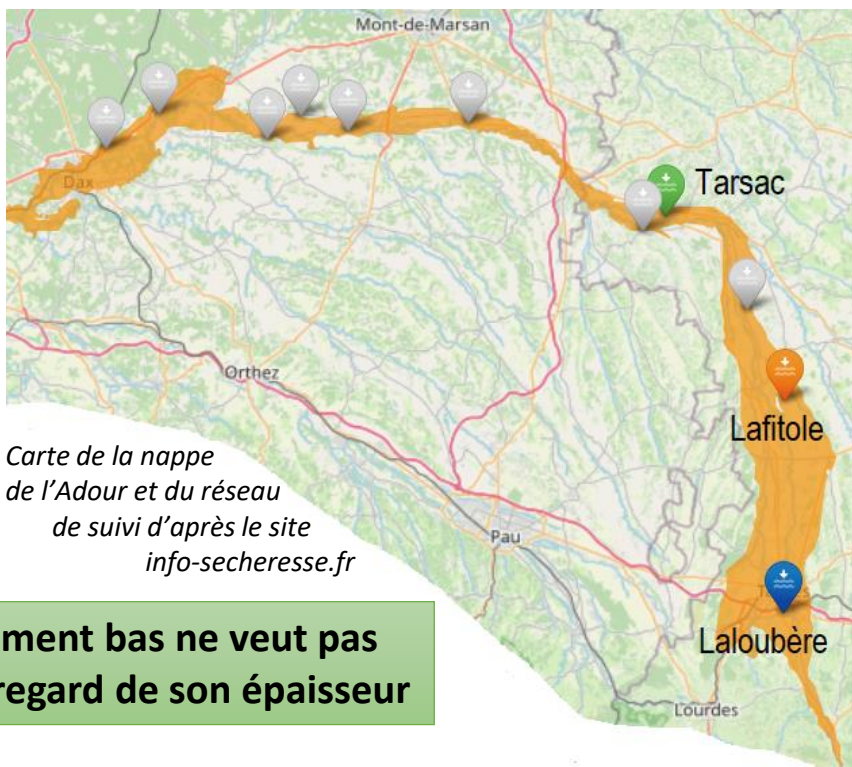 Mont-de-Marsan
Tarsac
Dax
Orthez
Lafitole
Carte de la nappe
de l’Adour et du réseau
de suivi d’après le site
info-secheresse.fr
Pau
ment bas ne veut pas
regard de son épaisseur
Laloubère
Lourdes